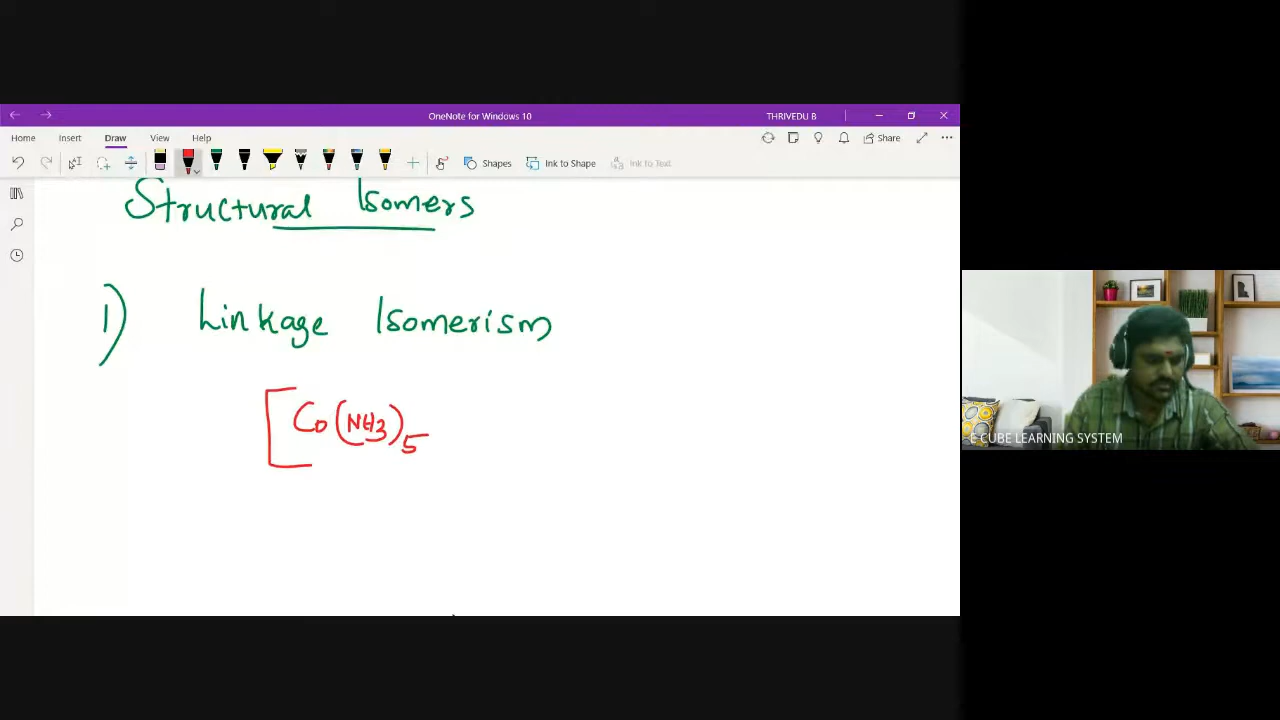 OneNote for Windows 10
THRIVEDU B
Home Insert Draw View Help
Share
Shapes Ink to Shape Ink to Text
Structural Isomers
1) Linkage Isomerism
[Co(NH3)5
E CUBE LEARNING SYSTEM